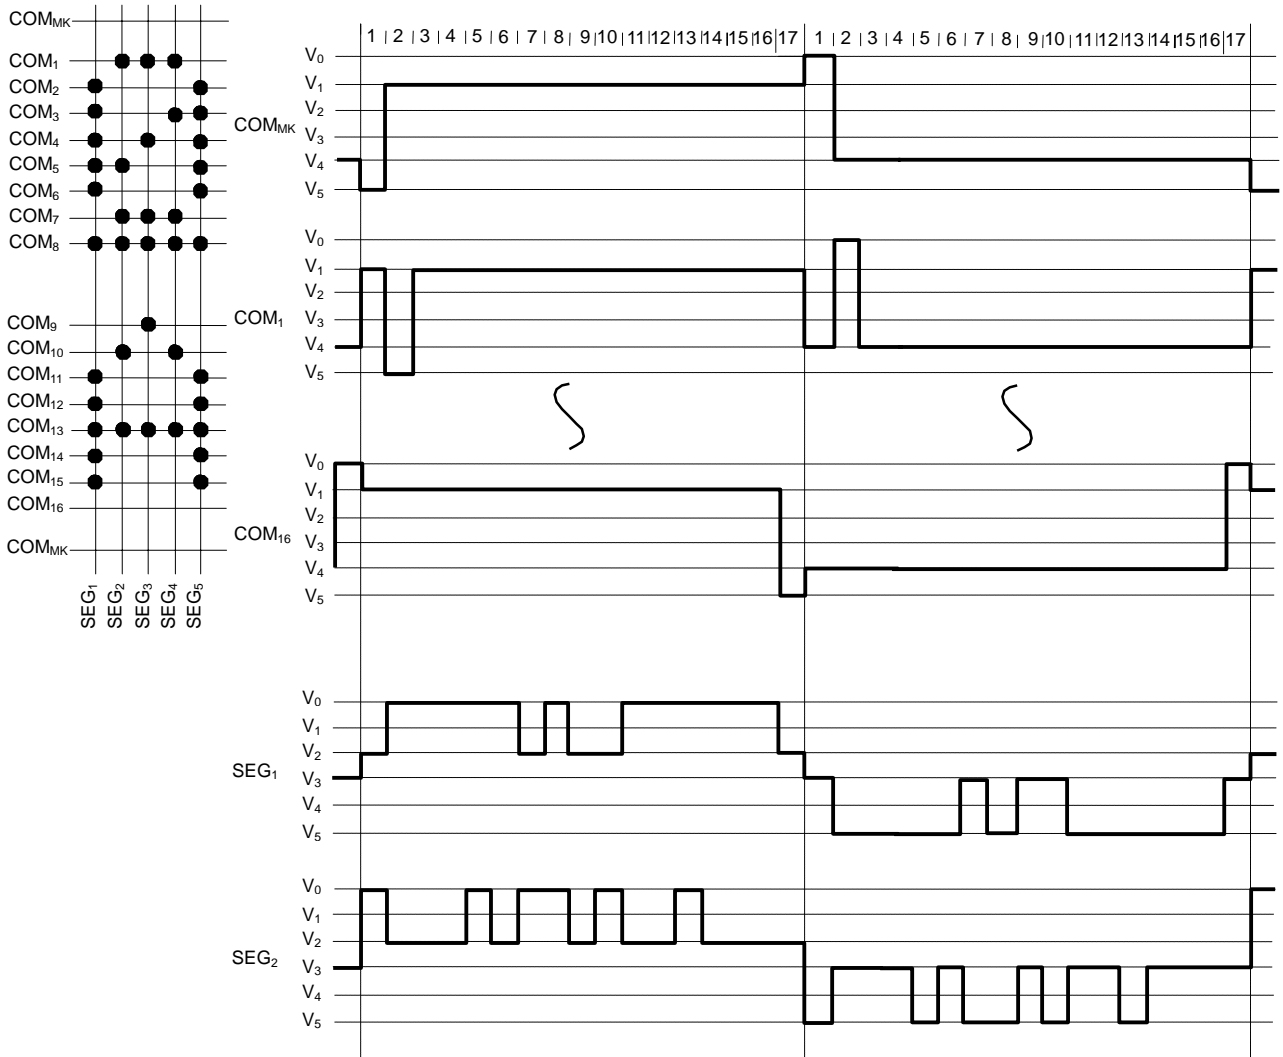 COMMK
COM1
COM2
COM3
COM4
COM5
COM6
COM7
COM8
COM9
COM10
COM11
COM12
COM13
COM14
COM15
COM16
COMMK
SEG1
SEG2
SEG3
SEG4
SEG5
1 2 3 4 5 6 7 8 9 10 11 12 13 14 15 16 17 1 2 3 4 5 6 7 8 9 10 11 12 13 14 15 16 17
COMMK
V0
V1
V2
V3
V4
V5
COM1
V0
V1
V2
V3
V4
V5
COM16
V0
V1
V2
V3
V4
V5
SEG1
V0
V1
V2
V3
V4
V5
SEG2
V0
V1
V2
V3
V4
V5